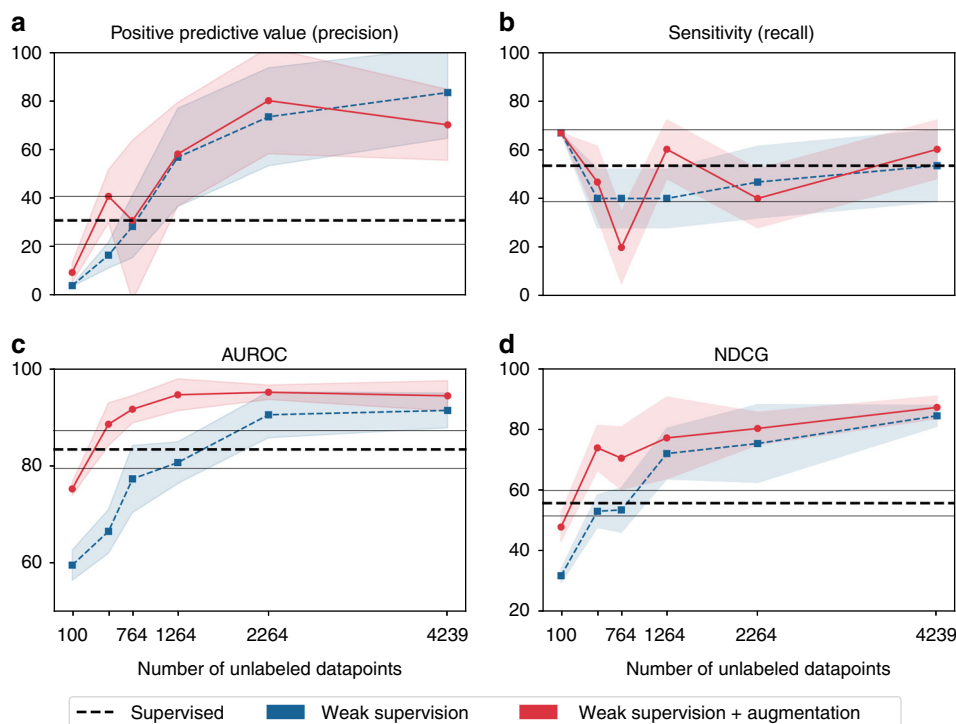 a
Positive predictive value (precision)
80
60
40
20
0
b
Sensitivity (recall)
100
80
60
40
20
0
c
AUROC
100
80
60
100
764
1264
2264
4239
Number of unlabeled datapoints
d
NDCG
100
80
60
40
20
100
764
1264
2264
4239
Number of unlabeled datapoints
Supervised
Weak supervision
Weak supervision + augmentation